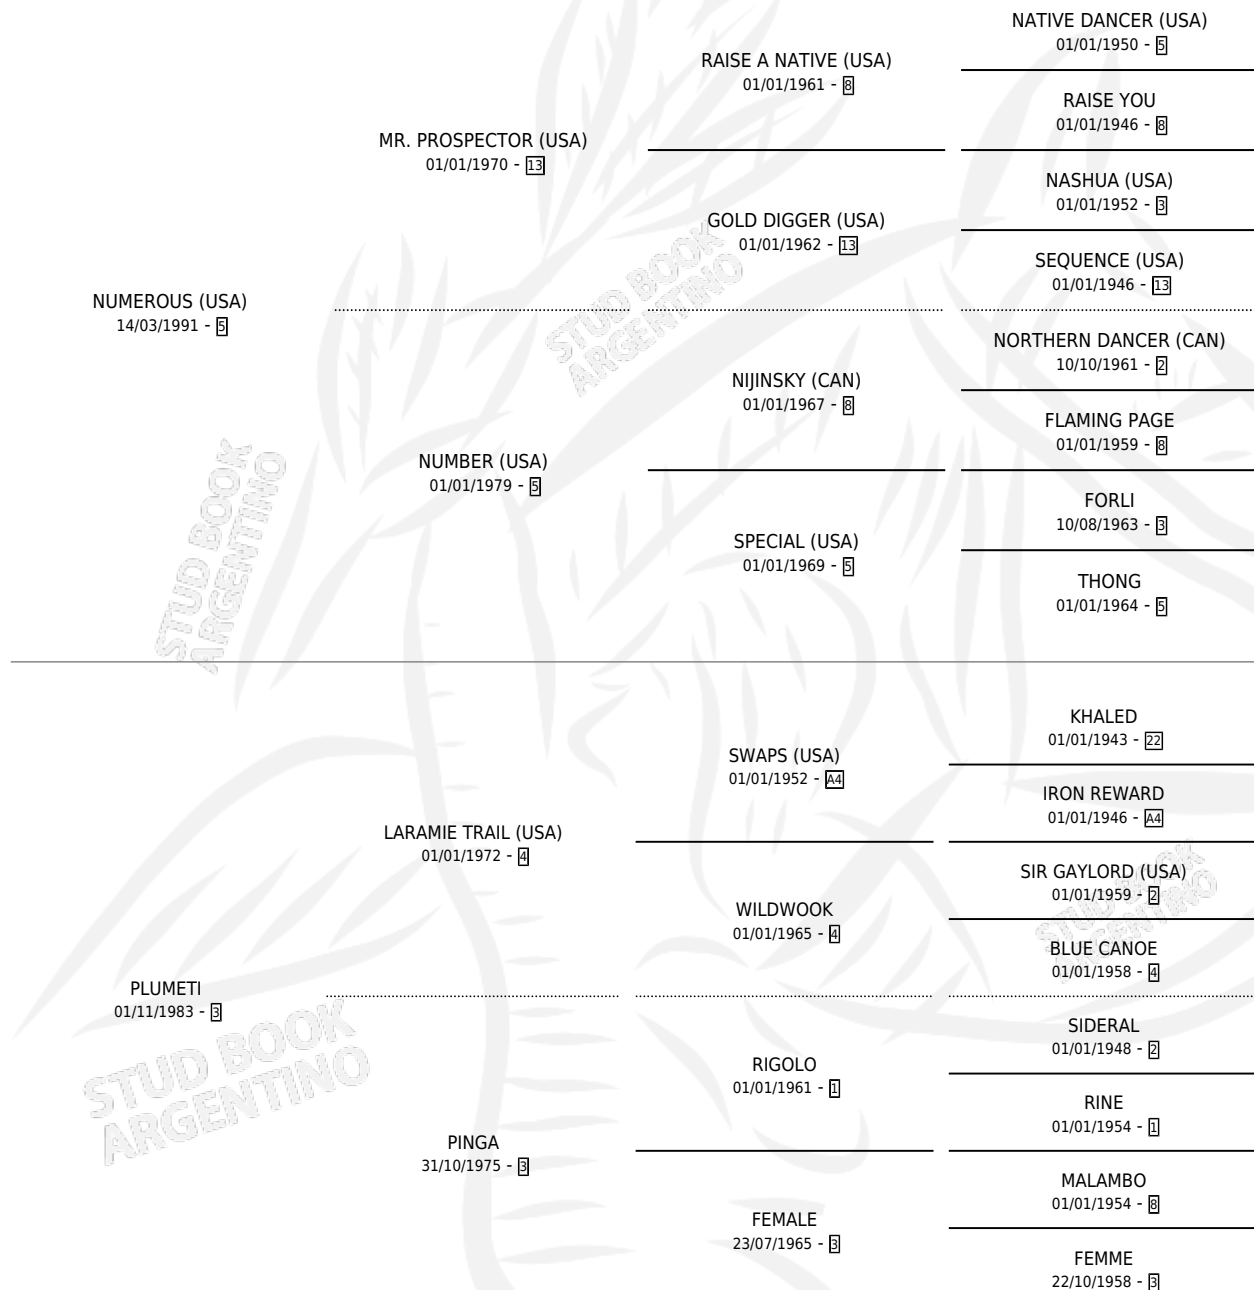 NATIVE DANCER (USA)
01/01/1950 - 5
RAISE A NATIVE (USA)
01/01/1961 - 8
RAISE YOU
01/01/1946 - 8
MR. PROSPECTOR (USA)
01/01/1970 - 13
NASHUA (USA)
01/01/1952 - 3
GOLD DIGGER (USA)
01/01/1962 - 13
SEQUENCE (USA)
01/01/1946 - 13
NUMEROUS (USA)
14/03/1991 - 5
STUD BOOK
ARGENTINO
NORTHERN DANCER (CAN)
10/10/1961 - 2
NIJINSKY (CAN)
01/01/1967 - 8
FLAMING PAGE
01/01/1959 - 8
NUMBER (USA)
01/01/1979 - 5
FORLI
10/08/1963 - 3
SPECIAL (USA)
01/01/1969 - 5
THONG
01/01/1964 - 5
STUD BOOK
ARGENTINO
KHALED
01/01/1943 - 22
SWAPS (USA)
01/01/1952 - A4
IRON REWARD
01/01/1946 - A4
LARAMIE TRAIL (USA)
01/01/1972 - 4
SIR GAYLORD (USA)
01/01/1959 - 2
WILDWOOK
01/01/1965 - 4
BLUE CANOE
01/01/1958 - 4
STUD BOOK
ARGENTINO
PLUMETI
01/11/1983 - 3
STUD BOOK
ARGENTINO
SIDERAL
01/01/1948 - 2
RIGOLO
01/01/1961 - 1
RINE
01/01/1954 - 1
PINGA
31/10/1975 - 3
MALAMBO
01/01/1954 - 8
FEMALE
23/07/1965 - 3
FEMME
22/10/1958 - 3